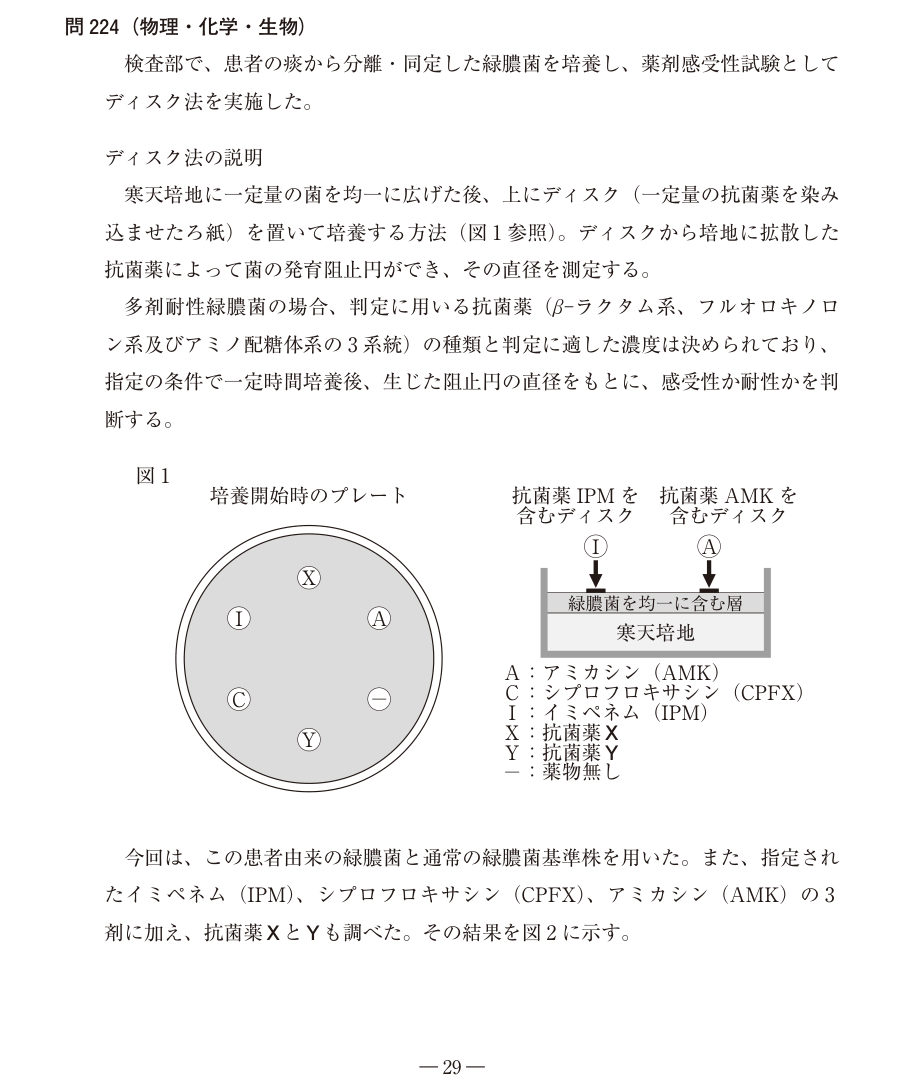 問 224（物理・化学・生物）
検査部で、患者の痰から分離・同定した緑膿菌を培養し、薬剤感受性試験として
ディスク法を実施した。
ディスク法の説明
寒天培地に一定量の菌を均一に広げた後、上にディスク（一定量の抗菌薬を染み
込ませたろ紙）を置いて培養する方法（図１参照）。ディスクから培地に拡散した
抗菌薬によって菌の発育阻止円ができ、その直径を測定する。
多剤耐性緑膿菌の場合、判定に用いる抗菌薬（β-ラクタム系、フルオロキノロ
ン系及びアミノ配糖体系の３系統）の種類と判定に適した濃度は決められており、
指定の条件で一定時間培養後、生じた阻止円の直径をもとに、感受性か耐性かを判
断する。
図１
培養開始時のプレート
X
I
A
C
－
Y
抗菌薬 IPM を
含むディスク
抗菌薬 AMK を
含むディスク
I
A
緑膿菌を均一に含む層
寒天培地
A：アミカシン（AMK）
C：シプロフロキサシン（CPFX）
I：イミペネム（IPM）
X：抗菌薬X
Y：抗菌薬Y
－：薬物無し
今回は、この患者由来の緑膿菌と通常の緑膿菌基準株を用いた。また、指定され
たイミペネム（IPM）、シプロフロキサシン（CPFX）、アミカシン（AMK）の３
剤に加え、抗菌薬XとYも調べた。その結果を図２に示す。
— 29 —